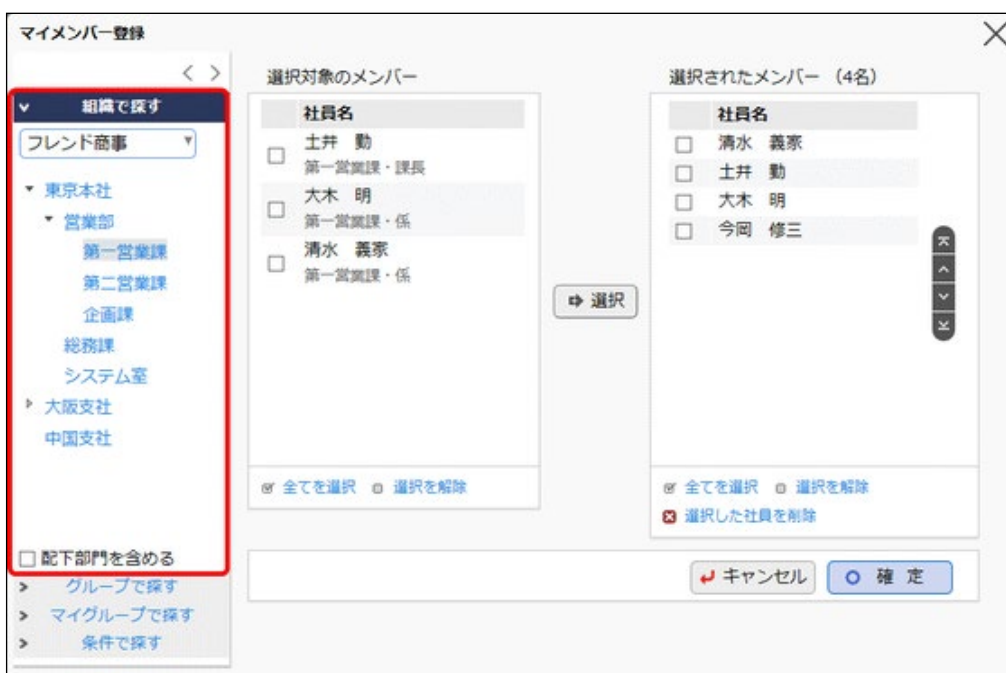 マイメンバー登録
組織で探す
フレンド商事
東京本社
営業部
第一営業課
第二営業課
企画課
総務課
システム室
大阪支社
中国支社
配下部門を含める
グループで探す
マイグループで探す
条件で探す
選択対象のメンバー
社員名
土井 勤
第一営業課・課長
大木 明
第一営業課・係
清水 義家
第一営業課・係
全てを選択 選択を解除
選択
選択されたメンバー （4名）
社員名
清水 義家
土井 勤
大木 明
今岡 修三
全てを選択 選択を解除
選択した社員を削除
キャンセル 確 定